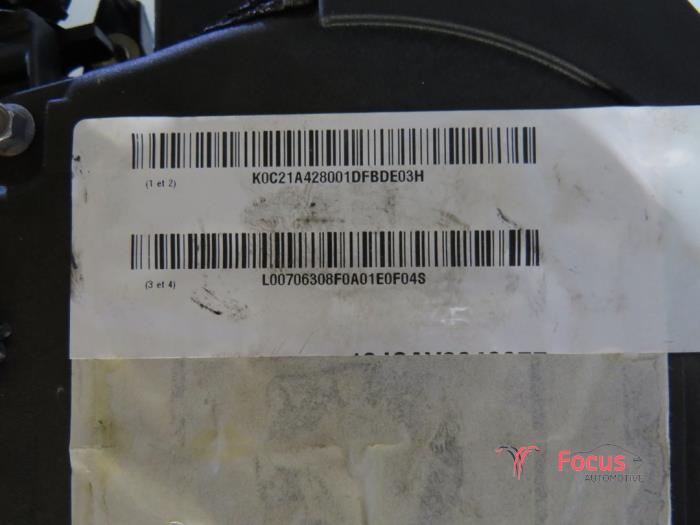 K0C21A428001DFBDE03H
(1 et 2)
L00706308F0A01E0F04S
(3 et 4)
Focus
AUTOMOTIVE